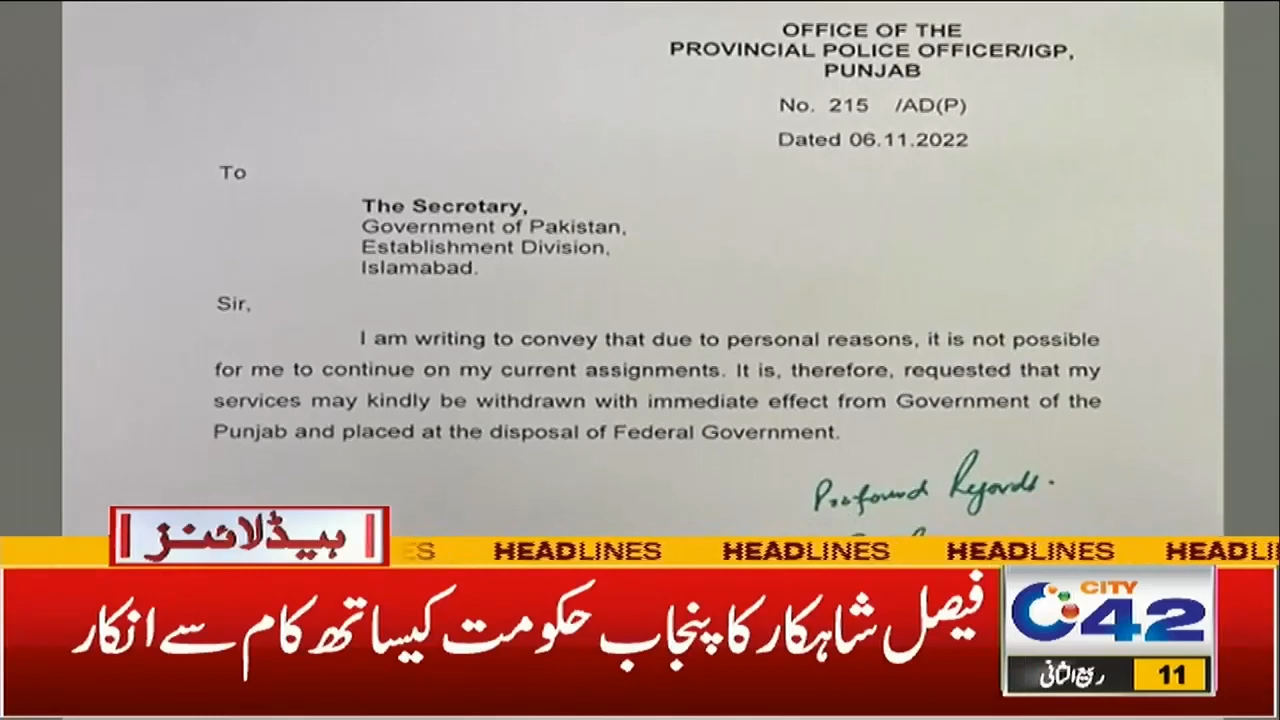 OFFICE OF THE
PROVINCIAL POLICE OFFICER/IGP,
PUNJAB
No. 215 /AD(P)
Dated 06.11.2022
To
The Secretary,
Government of Pakistan,
Establishment Division,
Islamabad.
Sir,
I am writing to convey that due to personal reasons, it is not possible
for me to continue on my current assignments. It is, therefore, requested that my
services may kindly be withdrawn with immediate effect from Government of the
Punjab and placed at the disposal of Federal Government.
Profound Regards.
ہیڈلائنز
ES HEADLINES HEADLINES HEADLINES HEADLI
فیصل شاہکار کا پنجاب حکومت کیساتھ کام سے انکار
CITY
42
ربیع الثانی 11